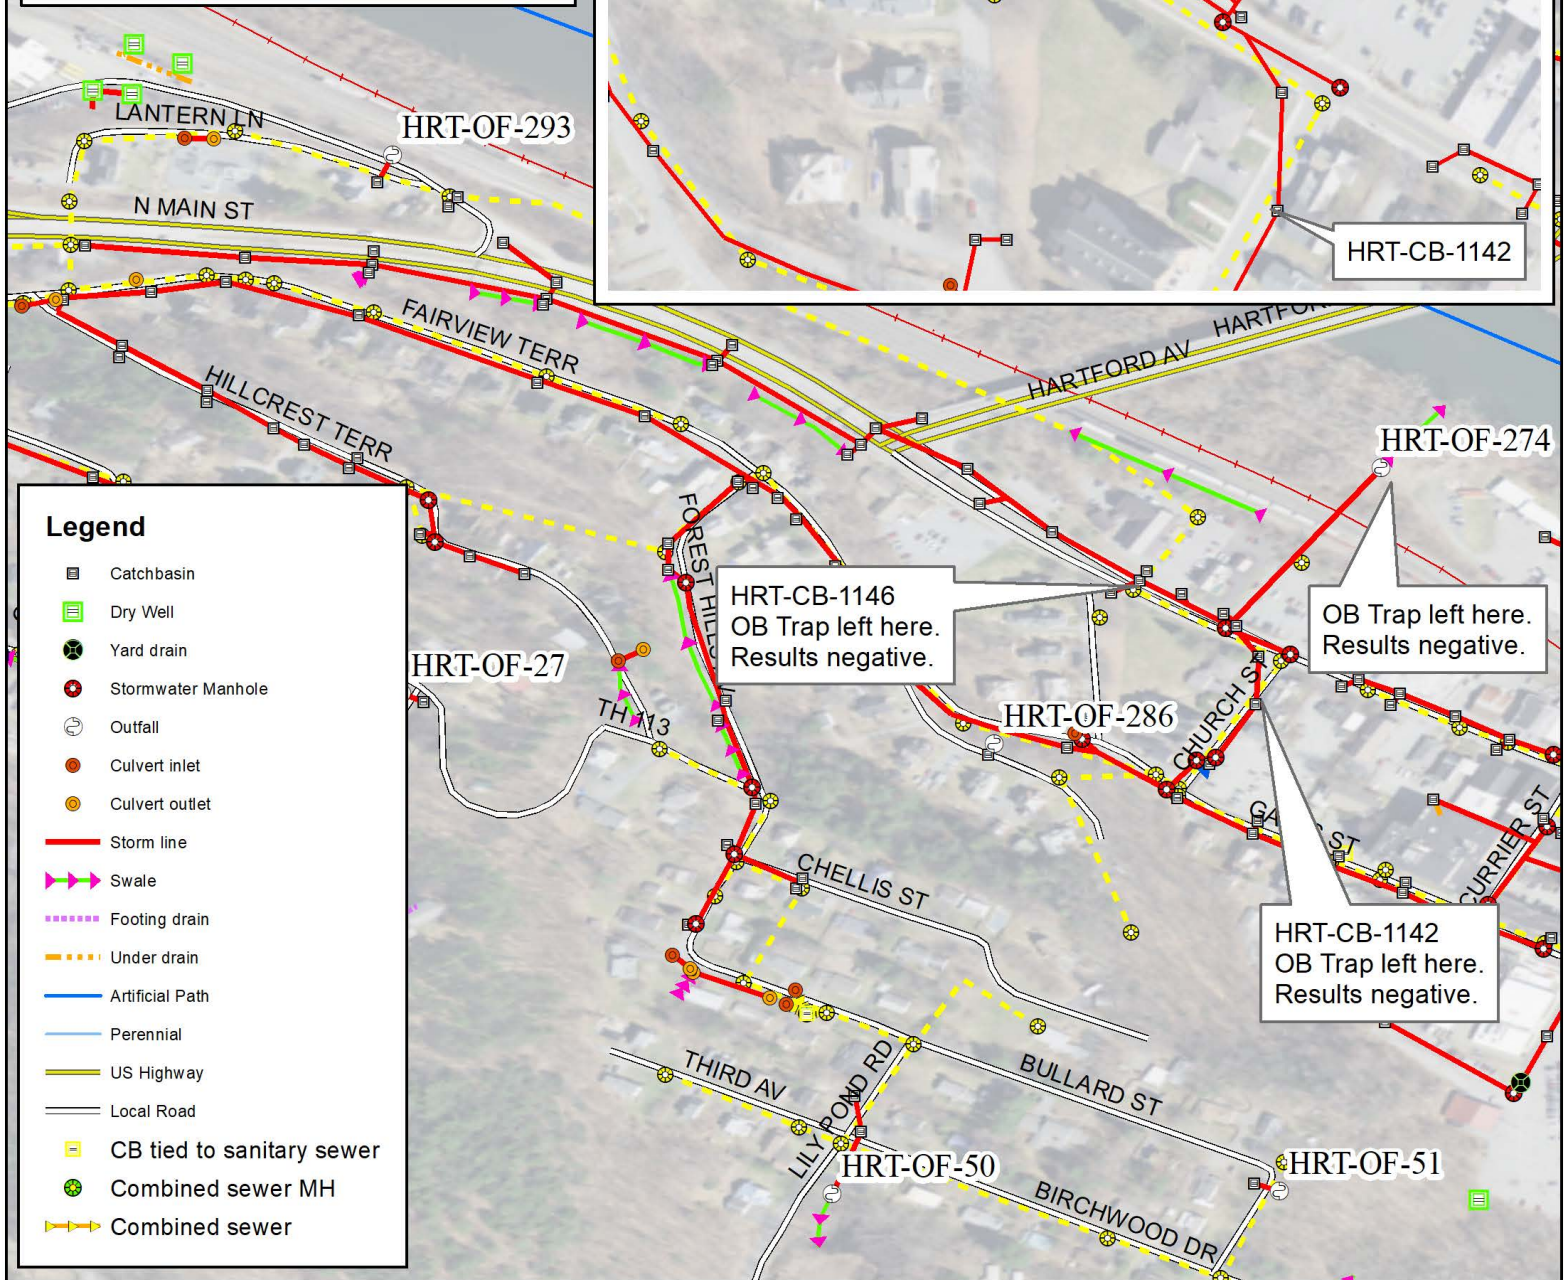 LANTERN LN
HRT-OF-293
N MAIN ST
HRT-CB-1142
FAIRVIEW TERR
HARTFORD AV
HILLCREST TERR
HRT-OF-274
HRT-CB-1146
OB Trap left here.
Results negative.
OB Trap left here.
Results negative.
HRT-OF-27
TH 113
HRT-OF-286
CHURCH ST
CURRIER ST
CHELLIS ST
HRT-CB-1142
OB Trap left here.
Results negative.
THIRD AV
LILY POND RD
BULLARD ST
HRT-OF-50
HRT-OF-51
BIRCHWOOD DR
Legend
Catchbasin
Dry Well
Yard drain
Stormwater Manhole
Outfall
Culvert inlet
Culvert outlet
Storm line
Swale
Footing drain
Under drain
Artificial Path
Perennial
US Highway
Local Road
CB tied to sanitary sewer
Combined sewer MH
Combined sewer